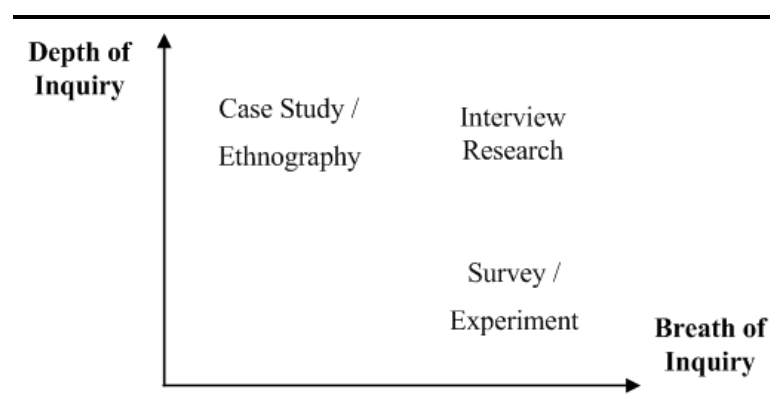 Depth of
Inquiry
Case Study /
Ethnography
Interview
Research
Survey /
Experiment
Breath of
Inquiry